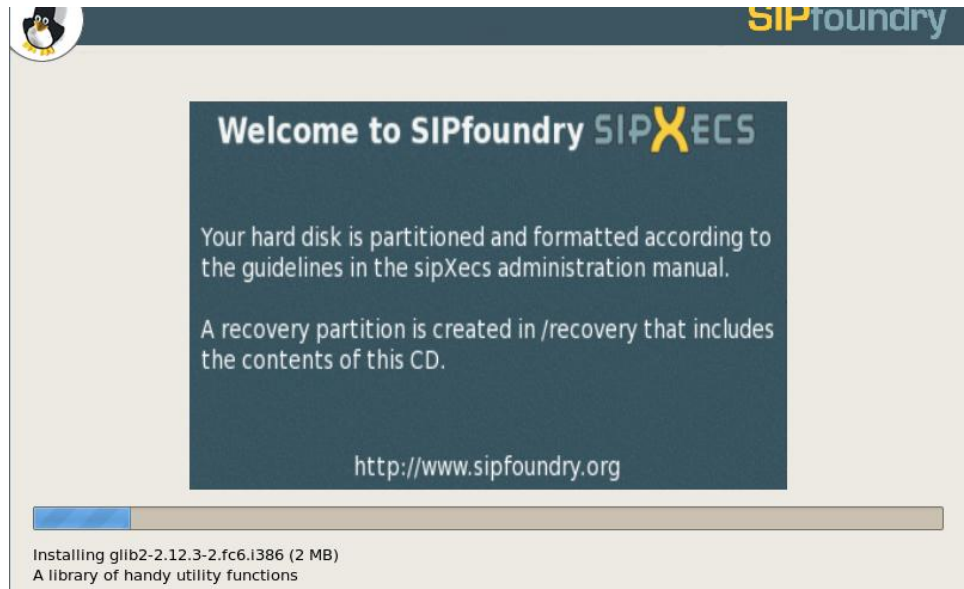 SIPfoundry
Welcome to SIPfoundry SIPXECS
Your hard disk is partitioned and formatted according to
the guidelines in the sipXecs administration manual.
A recovery partition is created in /recovery that includes
the contents of this CD.
http://www.sipfoundry.org
Installing glib2-2.12.3-2.fc6.i386 (2 MB)
A library of handy utility functions